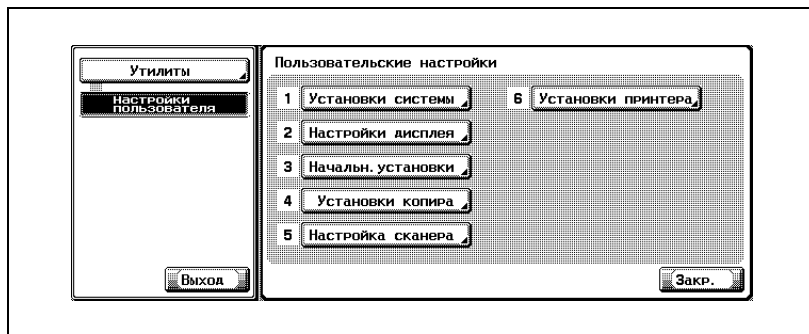 Утилиты
Настройки пользователя
Выход
Пользовательские настройки
1 Установки системы
2 Настройки дисплея
3 Начальн.установки
4 Установки копира
5 Настройка сканера
6 Установки принтера
Закр.